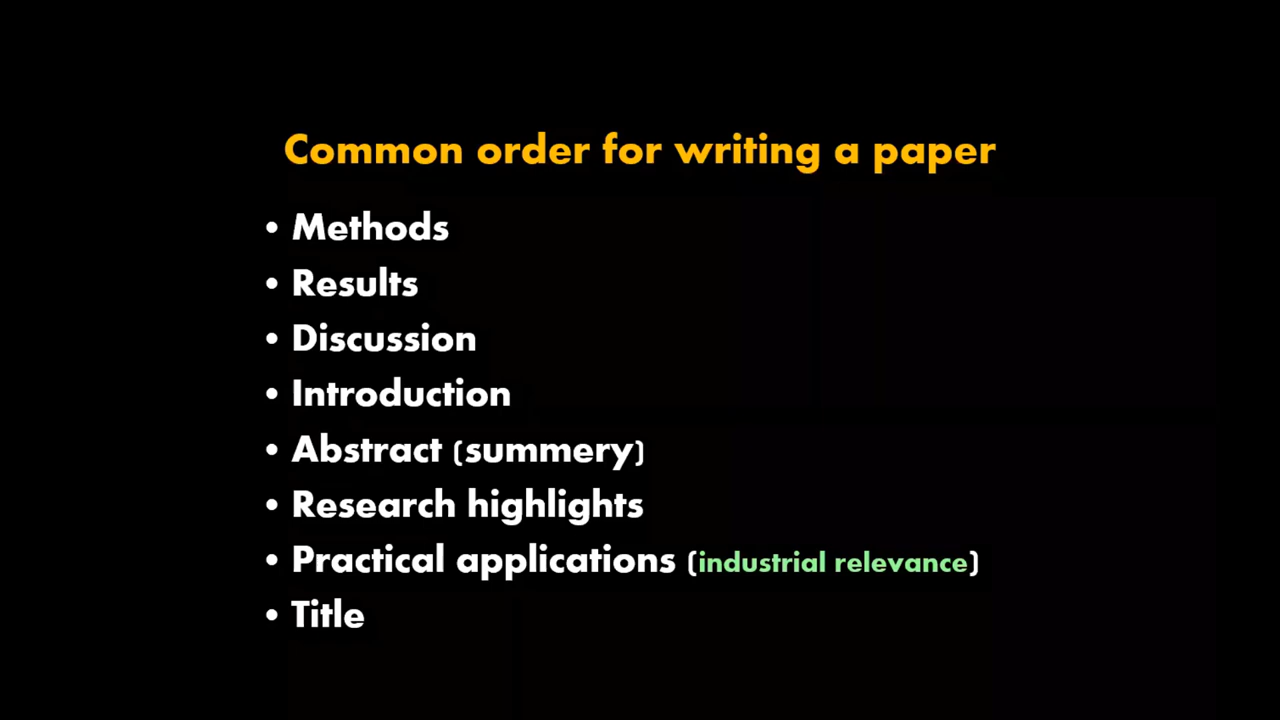 Common order for writing a paper
• Methods
• Results
• Discussion
• Introduction
• Abstract (summery)
• Research highlights
• Practical applications (industrial relevance)
• Title